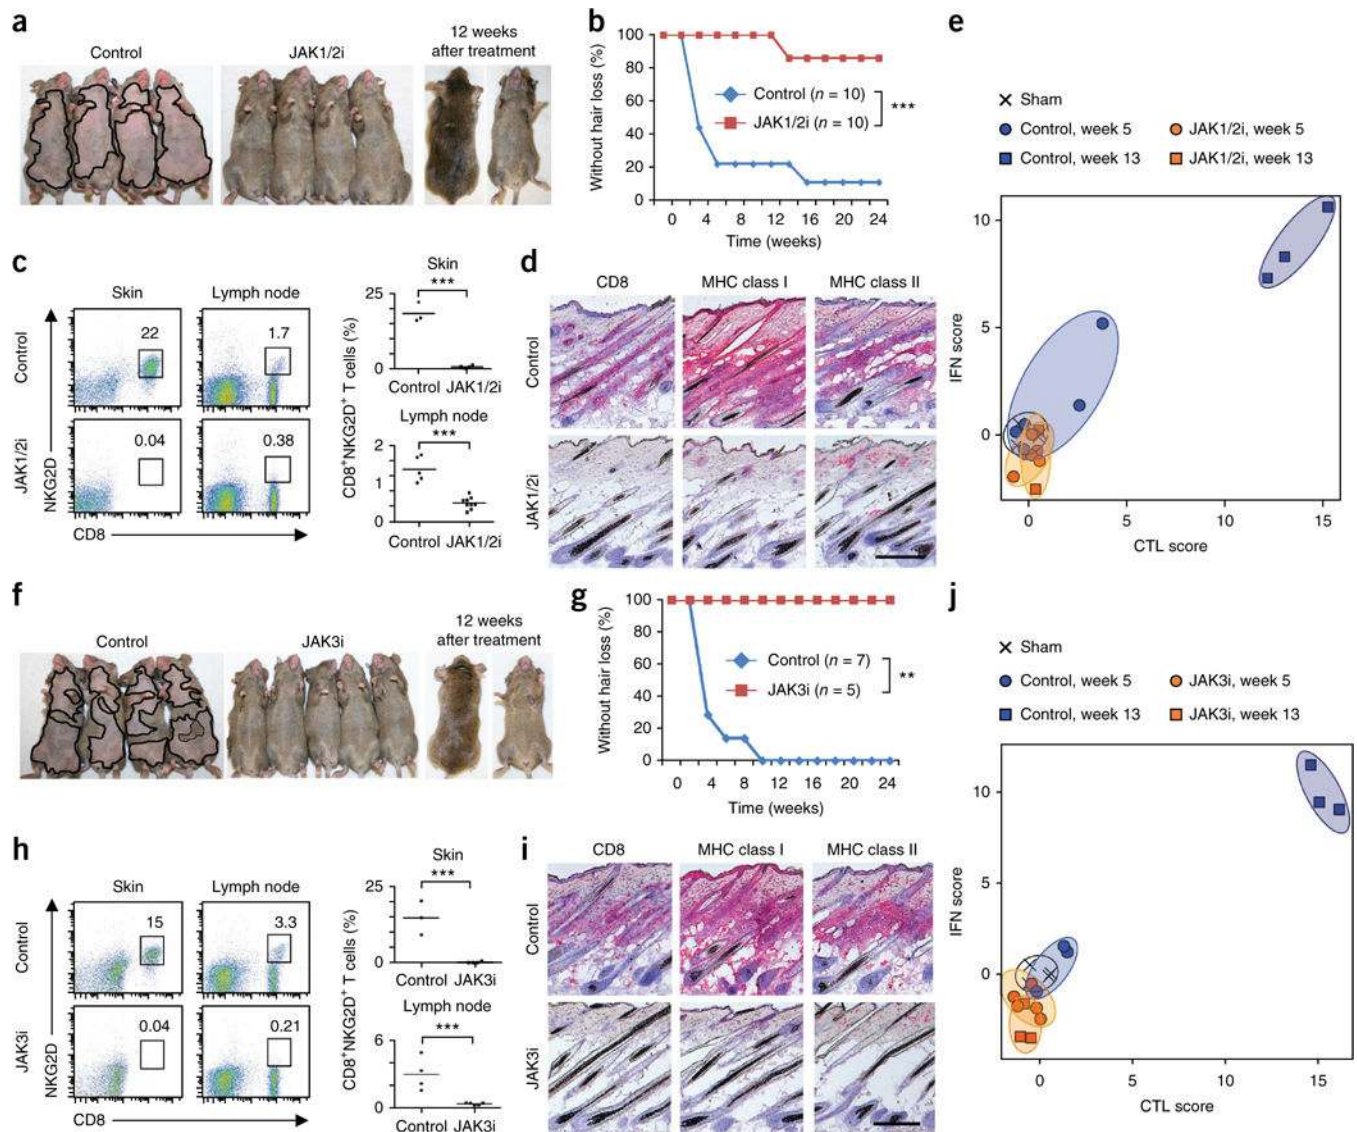 a
Control
JAK1/2i
12 weeks
after treatment
b
Without hair loss (%)
100
80
60
40
20
0
Control (n = 10)
JAK1/2i (n = 10)
***
0 4 8 12 16 20 24
Time (weeks)
c
Skin
Lymph node
Control
22
1.7
JAK1/2i
0.04
0.38
NKG2D
CD8
CD8+NKG2D+ T cells (%)
Skin
***
25
0
Control JAK1/2i
Lymph node
***
2
1
0
Control JAK1/2i
d
CD8
MHC class I
MHC class II
Control
JAK1/2i
e
Sham
Control, week 5
JAK1/2i, week 5
Control, week 13
JAK1/2i, week 13
IFN score
10
5
0
0 5 10 15
CTL score
f
Control
JAK3i
12 weeks
after treatment
g
Without hair loss (%)
100
80
60
40
20
0
Control (n = 7)
JAK3i (n = 5)
**
0 4 8 12 16 20 24
Time (weeks)
h
Skin
Lymph node
Control
15
3.3
JAK3i
0.04
0.21
NKG2D
CD8
CD8+NKG2D+ T cells (%)
Skin
***
25
0
Control JAK3i
Lymph node
***
6
0
Control JAK3i
i
CD8
MHC class I
MHC class II
Control
JAK3i
j
Sham
Control, week 5
JAK3i, week 5
Control, week 13
JAK3i, week 13
IFN score
10
5
0
0 5 10 15
CTL score